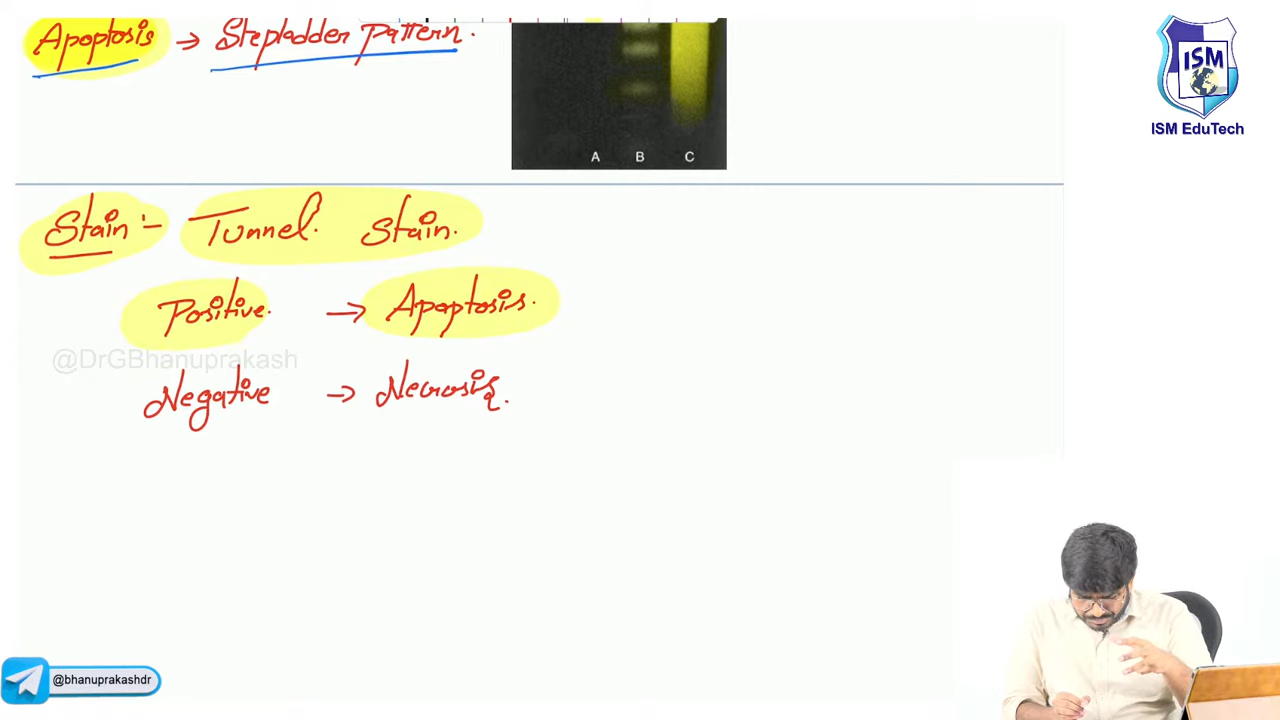 Apoptosis → Stepladder Pattern.
ISM
ISM EduTech
A B C
Stain :- Tunnel Stain.
Positive. → Apoptosis.
@DrGBhanuprakash
Negative → Necrosis.
@bhanuprakashdr